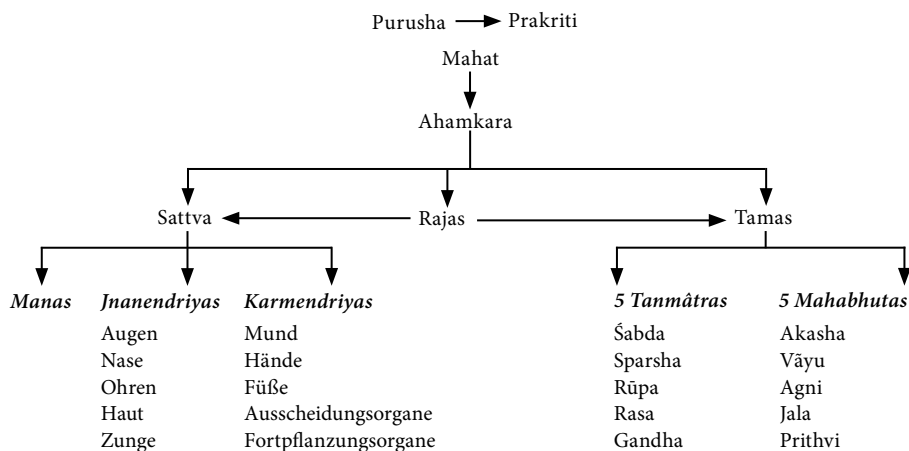 Purusha Prakriti
Mahat
Ahamkara
Sattva Rajas Tamas
Manas Jnanendriyas Karmendriyas 5 Tanmâtras 5 Mahabhutas
Augen Mund Śabda Akasha
Nase Hände Sparsha Vāyu
Ohren Füße Rūpa Agni
Haut Ausscheidungsorgane Rasa Jala
Zunge Fortpflanzungsorgane Gandha Prithvi